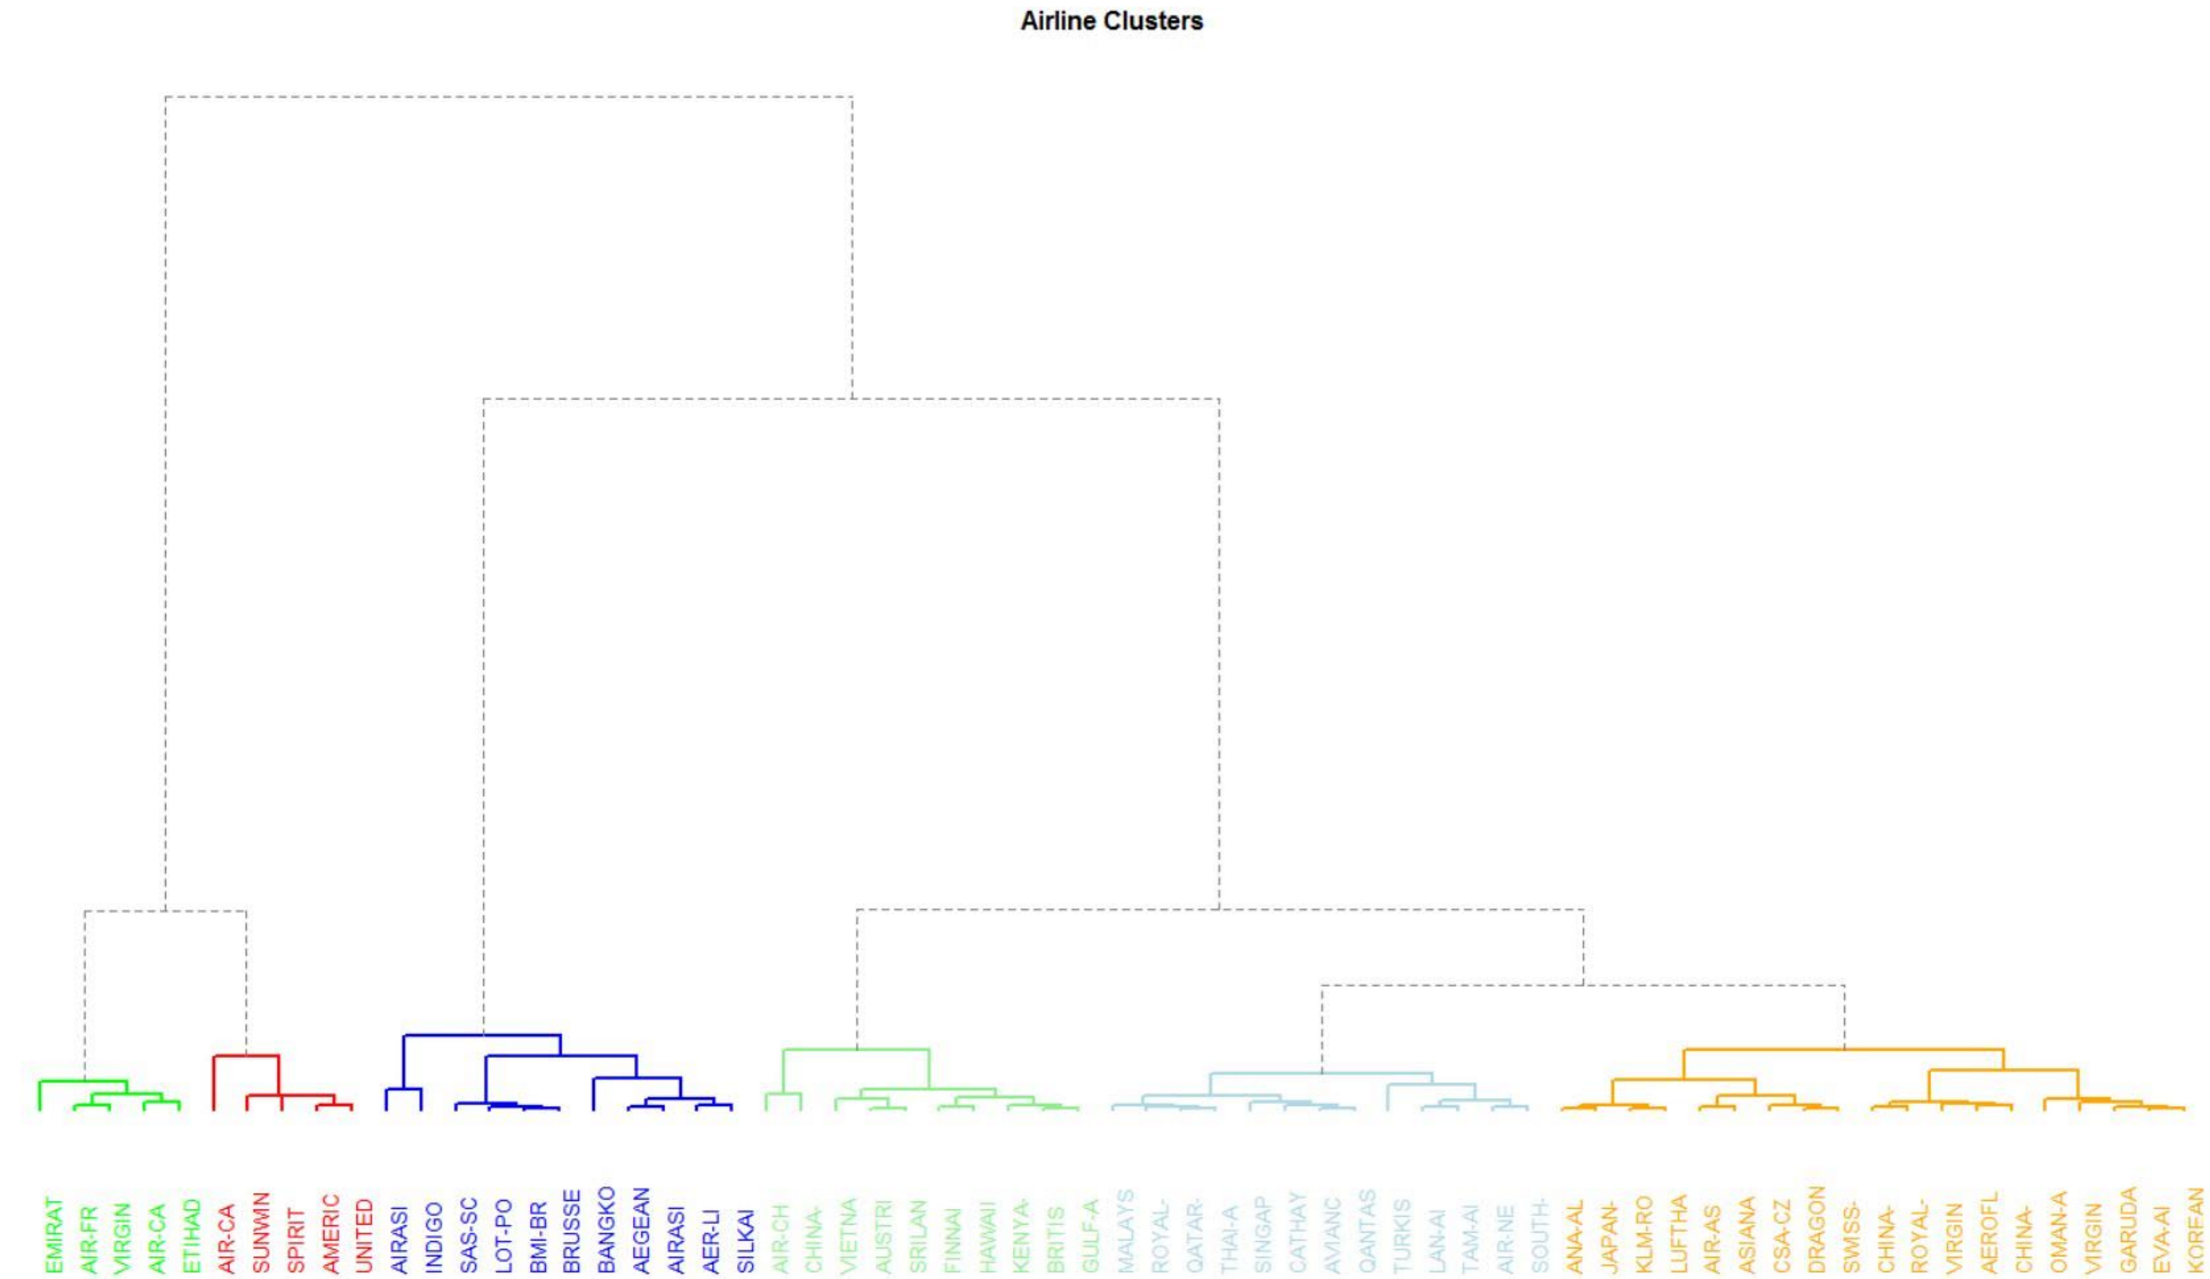 Airline Clusters
EMIRAT
AIR-FR
VIRGIN
AIR-CA
ETIHAD
AIR-CA
SUNWIN
SPIRIT
AMERIC
UNITED
AIRASI
INDIGO
SAS-SC
LOT-PO
BMI-BR
BRUSSE
BANGKO
AEGEAN
AIRASI
AER-LI
SILKAI
AIR-CH
CHINA-
VIETNA
AUSTRI
SRILAN
FINNAI
HAWAII
KENYA-
BRITIS
GULF-A
MALAYS
ROYAL-
QATAR-
THAI-A
SINGAP
CATHAY
AVIANC
QANTAS
TURKIS
LAN-AI
TAM-AI
AIR-NE
SOUTH-
ANA-AL
JAPAN-
KLM-RO
LUFTHA
AIR-AS
ASIANA
CSA-CZ
DRAGON
SWISS-
CHINA-
ROYAL-
VIRGIN
AEROFL
CHINA-
OMAN-A
VIRGIN
GARUDA
EVA-AI
KOREAN